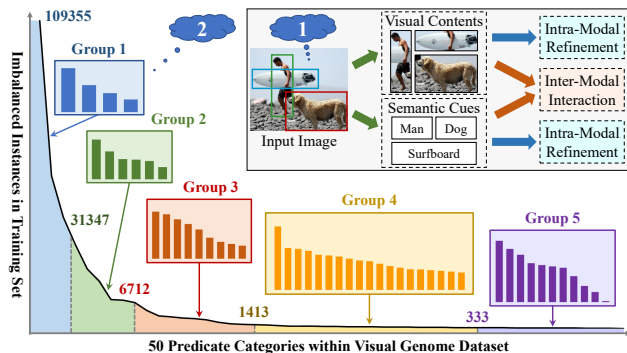 109355
Imbalanced Instances in Training Set
Group 1
2
1
Input Image
Visual Contents
Semantic Cues
Man
Dog
Surfboard
Intra-Modal
Refinement
Inter-Modal
Interaction
Intra-Modal
Refinement
Group 2
31347
Group 3
6712
Group 4
1413
Group 5
333
50 Predicate Categories within Visual Genome Dataset